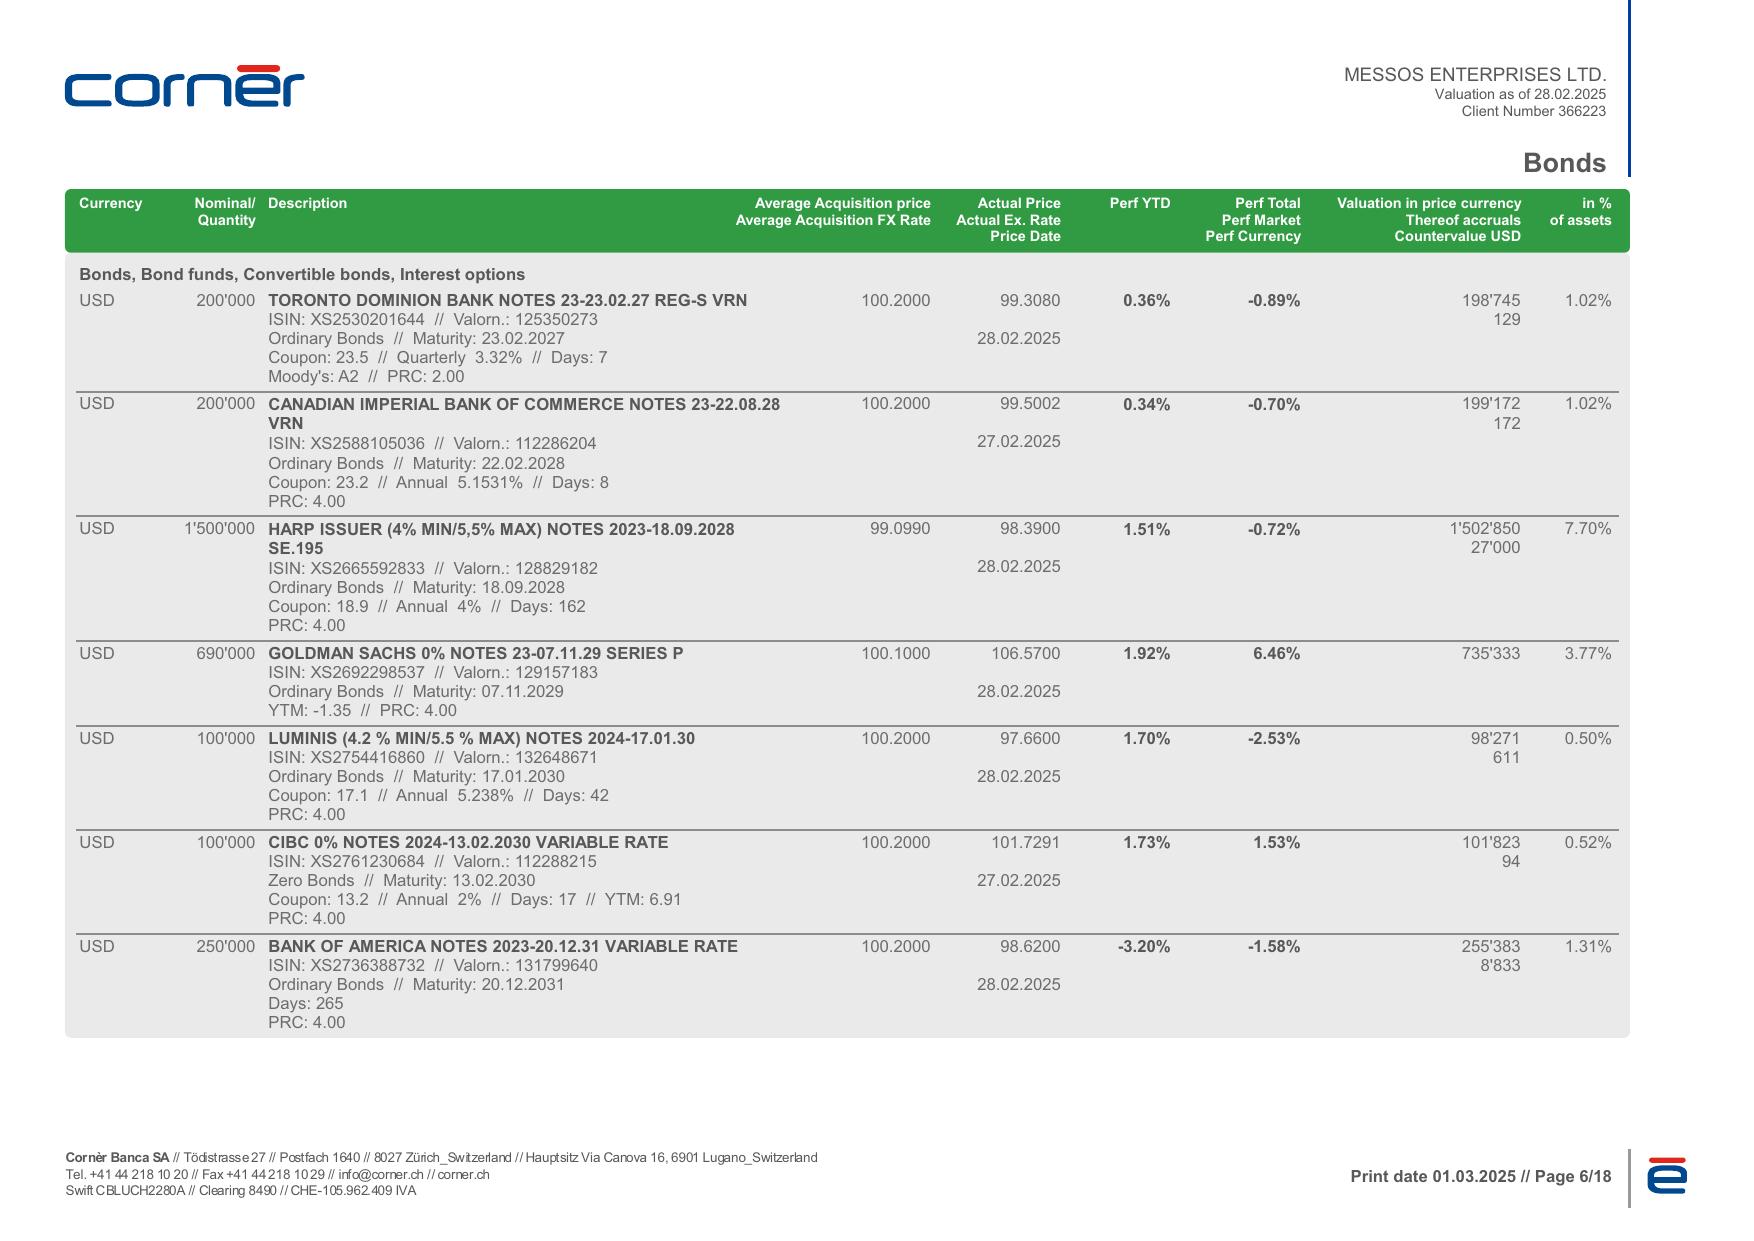 cornèr
MESSOS ENTERPRISES LTD.
Valuation as of 28.02.2025
Client Number 366223
Bonds
Currency Nominal/ Description Average Acquisition price Actual Price Perf YTD Perf Total Valuation in price currency in %
Quantity Average Acquisition FX Rate Actual Ex. Rate Perf Market Thereof accruals of assets
Price Date Perf Currency Countervalue USD
Bonds, Bond funds, Convertible bonds, Interest options
USD 200'000 TORONTO DOMINION BANK NOTES 23-23.02.27 REG-S VRN 100.2000 99.3080 0.36% -0.89% 198'745 1.02%
ISIN: XS2530201644 // Valorn.: 125350273 129
Ordinary Bonds // Maturity: 23.02.2027 28.02.2025
Coupon: 23.5 // Quarterly 3.32% // Days: 7
Moody's: A2 // PRC: 2.00
USD 200'000 CANADIAN IMPERIAL BANK OF COMMERCE NOTES 23-22.08.28 100.2000 99.5002 0.34% -0.70% 199'172 1.02%
VRN 172
ISIN: XS2588105036 // Valorn.: 112286204 27.02.2025
Ordinary Bonds // Maturity: 22.02.2028
Coupon: 23.2 // Annual 5.1531% // Days: 8
PRC: 4.00
USD 1'500'000 HARP ISSUER (4% MIN/5,5% MAX) NOTES 2023-18.09.2028 99.0990 98.3900 1.51% -0.72% 1'502'850 7.70%
SE.195 27'000
ISIN: XS2665592833 // Valorn.: 128829182 28.02.2025
Ordinary Bonds // Maturity: 18.09.2028
Coupon: 18.9 // Annual 4% // Days: 162
PRC: 4.00
USD 690'000 GOLDMAN SACHS 0% NOTES 23-07.11.29 SERIES P 100.1000 106.5700 1.92% 6.46% 735'333 3.77%
ISIN: XS2692298537 // Valorn.: 129157183
Ordinary Bonds // Maturity: 07.11.2029 28.02.2025
YTM: -1.35 // PRC: 4.00
USD 100'000 LUMINIS (4.2 % MIN/5.5 % MAX) NOTES 2024-17.01.30 100.2000 97.6600 1.70% -2.53% 98'271 0.50%
ISIN: XS2754416860 // Valorn.: 132648671 611
Ordinary Bonds // Maturity: 17.01.2030 28.02.2025
Coupon: 17.1 // Annual 5.238% // Days: 42
PRC: 4.00
USD 100'000 CIBC 0% NOTES 2024-13.02.2030 VARIABLE RATE 100.2000 101.7291 1.73% 1.53% 101'823 0.52%
ISIN: XS2761230684 // Valorn.: 112288215 94
Zero Bonds // Maturity: 13.02.2030 27.02.2025
Coupon: 13.2 // Annual 2% // Days: 17 // YTM: 6.91
PRC: 4.00
USD 250'000 BANK OF AMERICA NOTES 2023-20.12.31 VARIABLE RATE 100.2000 98.6200 -3.20% -1.58% 255'383 1.31%
ISIN: XS2736388732 // Valorn.: 131799640 8'833
Ordinary Bonds // Maturity: 20.12.2031 28.02.2025
Days: 265
PRC: 4.00
Cornèr Banca SA // Tödistrasse 27 // Postfach 1640 // 8027 Zürich_Switzerland // Hauptsitz Via Canova 16, 6901 Lugano_Switzerland
Tel. +41 44 218 10 20 // Fax +41 44 218 10 29 // info@corner.ch // corner.ch
Swift CBLUCH2280A // Clearing 8490 // CHE-105.962.409 IVA
Print date 01.03.2025 // Page 6/18